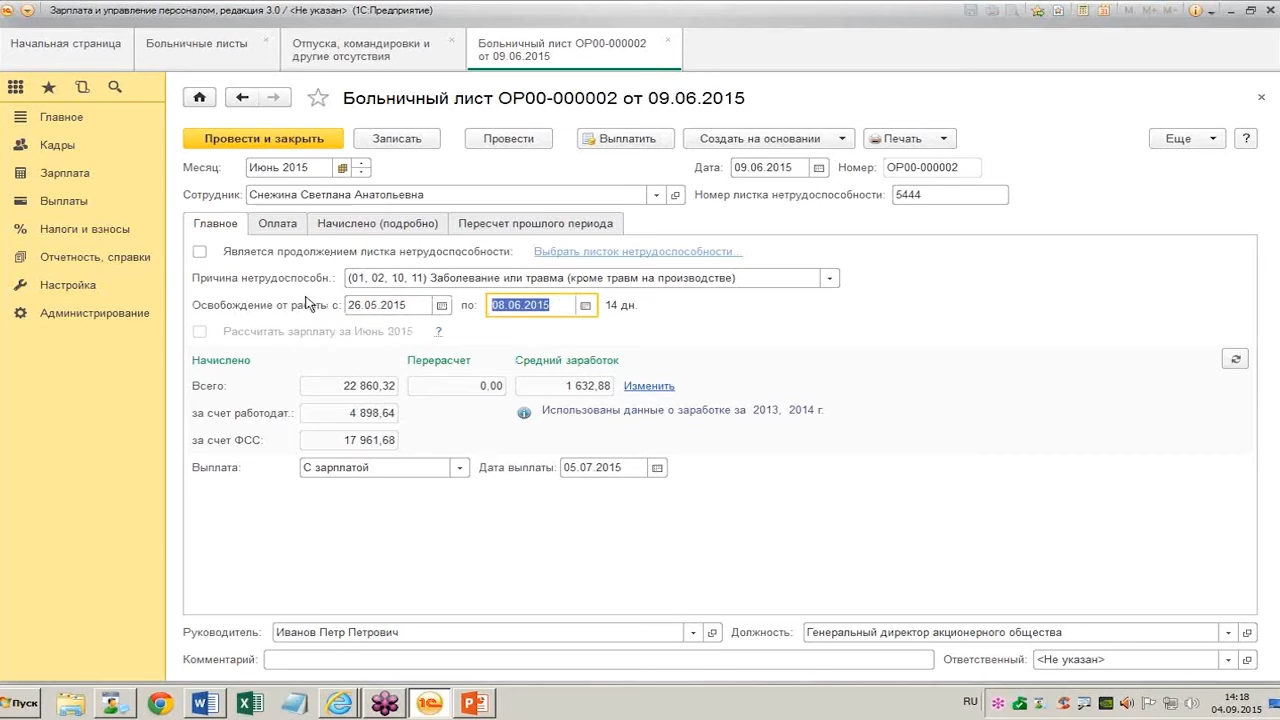 Зарплата и управление персоналом, редакция 3.0 / <Не указан> (1С:Предприятие)
M M+ M-
Начальная страница
Больничные листы
Отпуска, командировки и другие отсутствия
Больничный лист ОР00-000002 от 09.06.2015
Больничный лист ОР00-000002 от 09.06.2015
Главное
Кадры
Зарплата
Выплаты
Налоги и взносы
Отчетность, справки
Настройка
Администрирование
Провести и закрыть Записать Провести Выплатить Создать на основании Печать Еще ?
Месяц: Июнь 2015 Дата: 09.06.2015 Номер: ОР00-000002
Сотрудник: Снежина Светлана Анатольевна Номер листка нетрудоспособности: 5444
Главное Оплата Начислено (подробно) Пересчет прошлого периода
Является продолжением листка нетрудоспособности: Выбрать листок нетрудоспособности...
Причина нетрудоспособн.: (01, 02, 10, 11) Заболевание или травма (кроме травм на производстве)
Освобождение от работы с: 26.05.2015 по: 08.06.2015 14 дн.
Рассчитать зарплату за Июнь 2015 ?
Начислено Перерасчет Средний заработок
Всего: 22 860,32 0,00 1 632,88 Изменить
за счет работодат.: 4 898,64 Использованы данные о заработке за 2013, 2014 г.
за счет ФСС: 17 961,68
Выплата: С зарплатой Дата выплаты: 05.07.2015
Руководитель: Иванов Петр Петрович Должность: Генеральный директор акционерного общества
Комментарий: Ответственный: <Не указан>
Пуск RU 14:18
04.09.2015